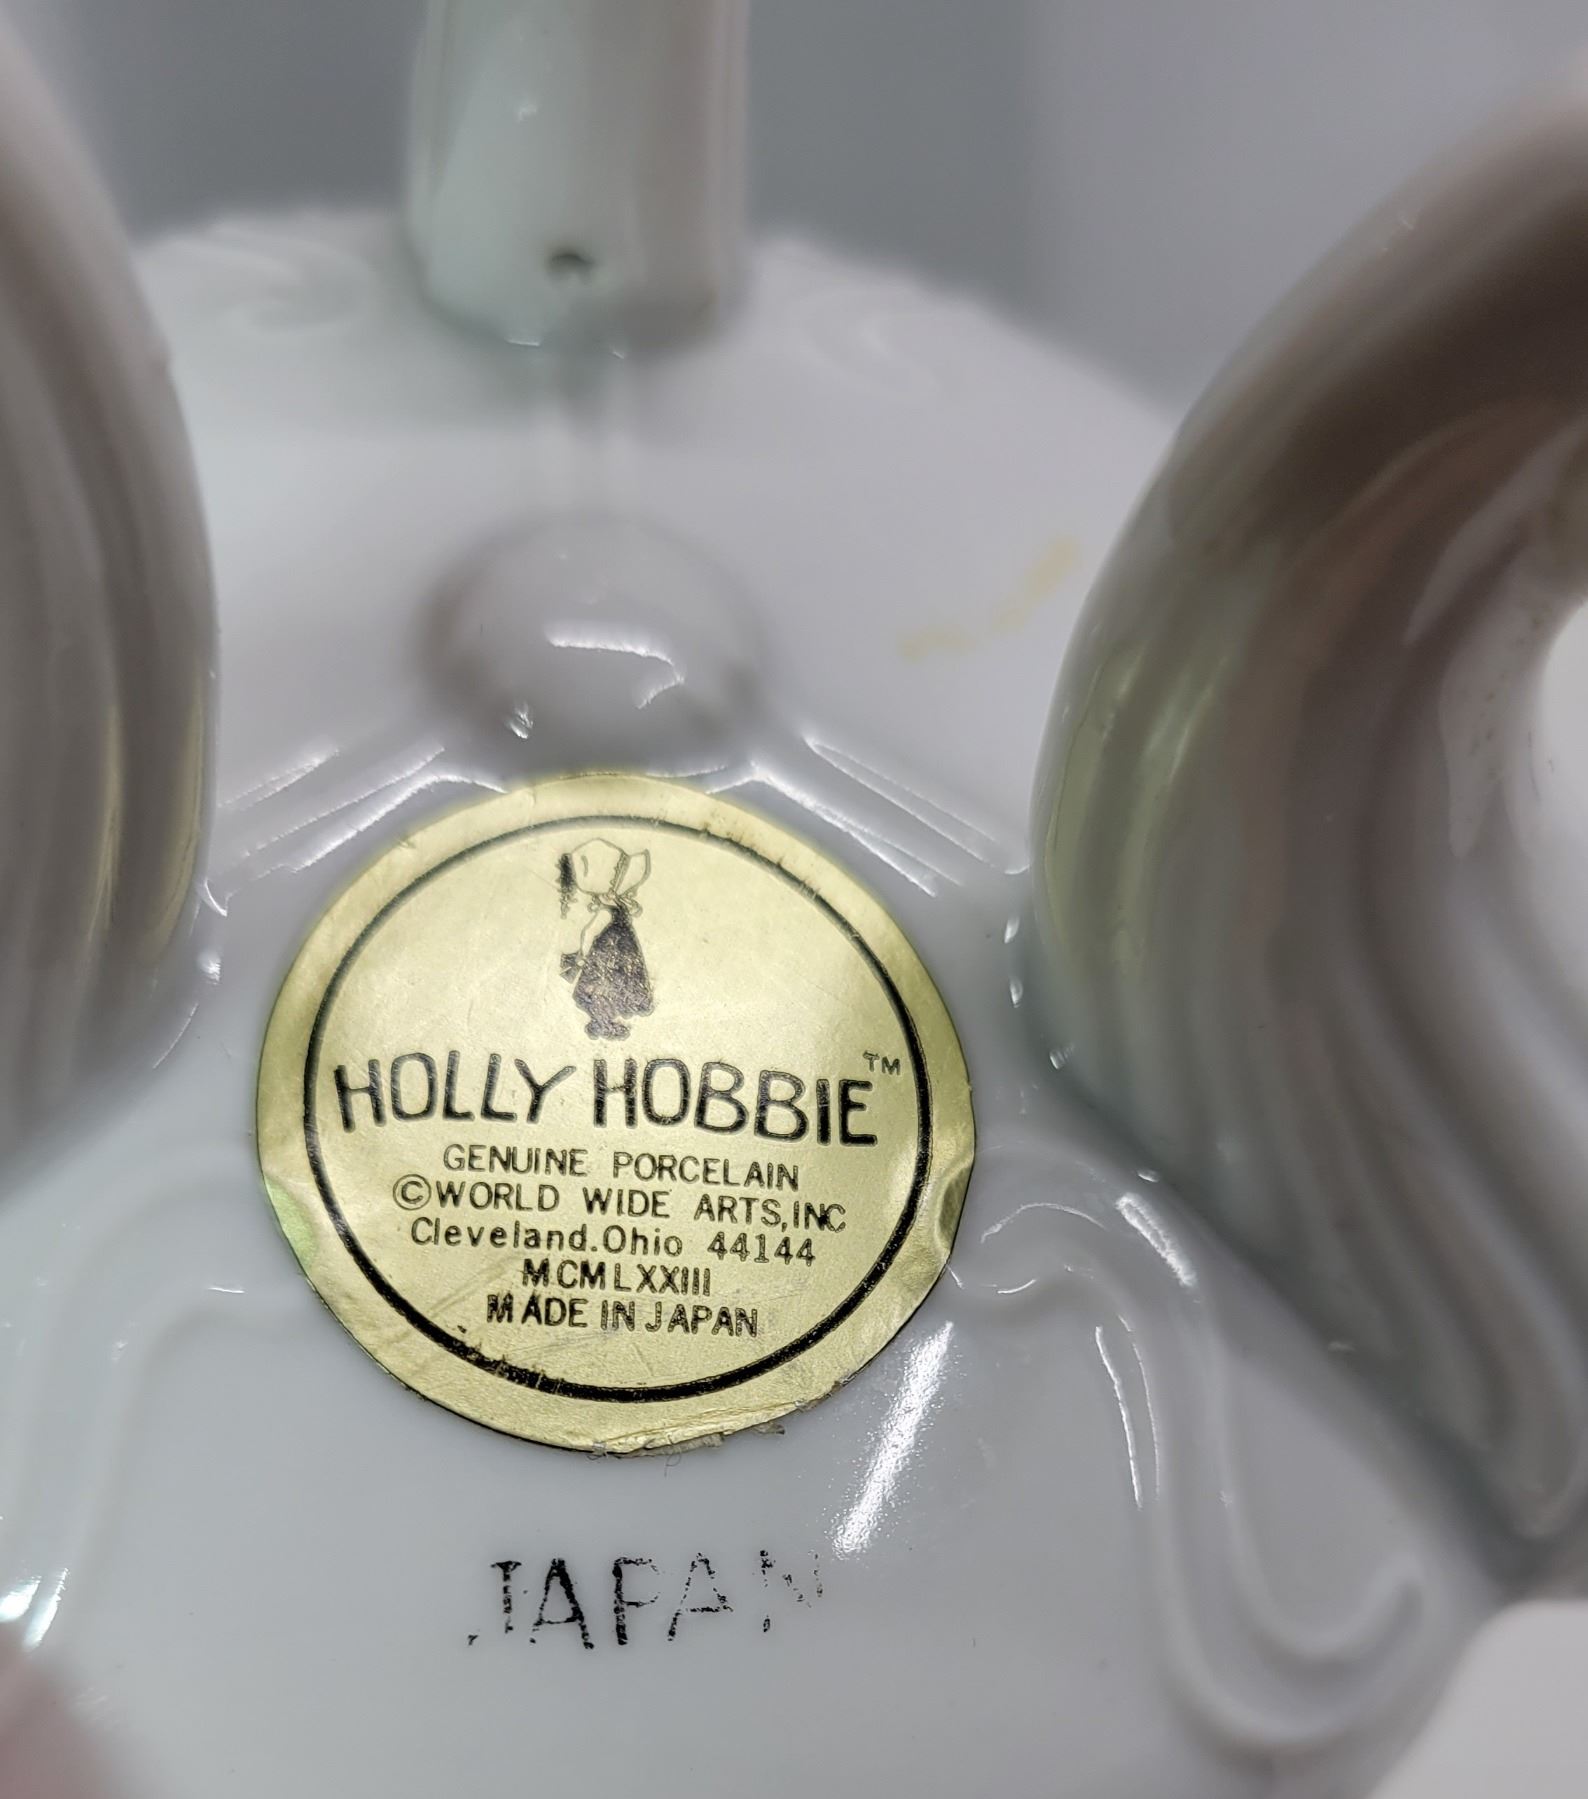 HOLLY HOBBIE™
GENUINE PORCELAIN
©WORLD WIDE ARTS,INC
Cleveland.Ohio 44144
MCMLXXIII
MADE IN JAPAN
JAPAN